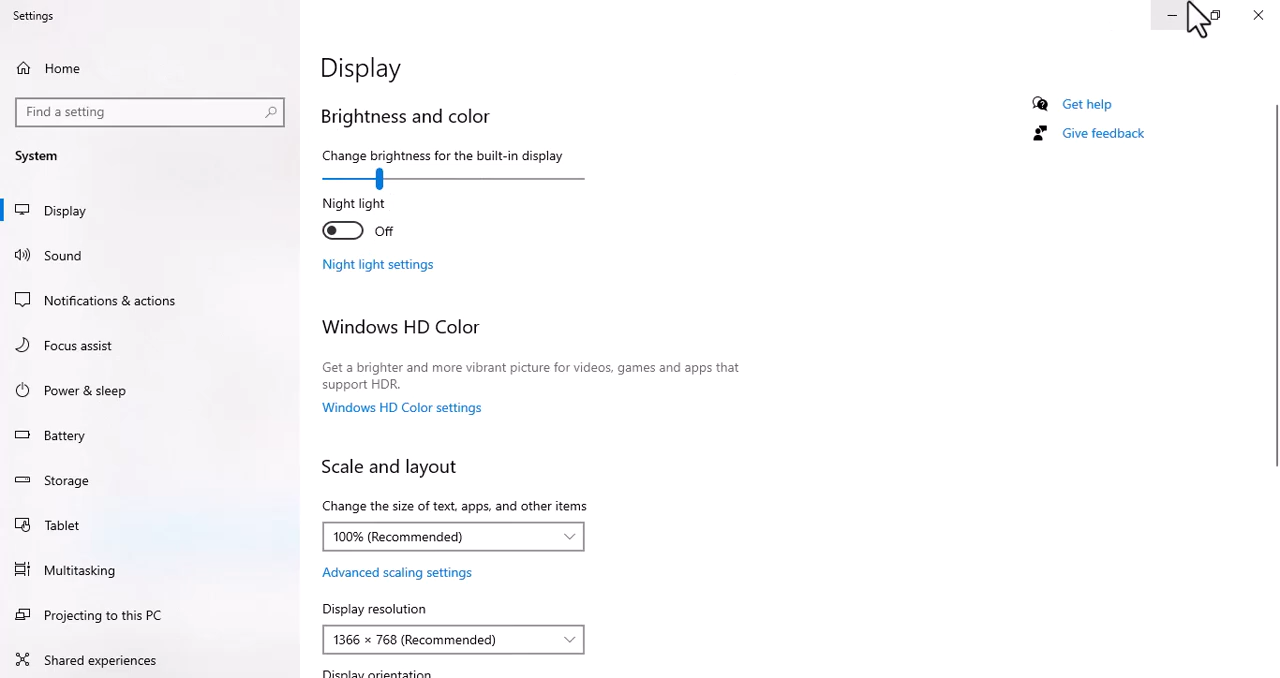 Settings
Home
Find a setting
System
Display
Sound
Notifications & actions
Focus assist
Power & sleep
Battery
Storage
Tablet
Multitasking
Projecting to this PC
Shared experiences
Display
Brightness and color
Change brightness for the built-in display
Night light
Off
Night light settings
Windows HD Color
Get a brighter and more vibrant picture for videos, games and apps that
support HDR.
Windows HD Color settings
Scale and layout
Change the size of text, apps, and other items
100% (Recommended)
Advanced scaling settings
Display resolution
1366 × 768 (Recommended)
Display orientation
Get help
Give feedback